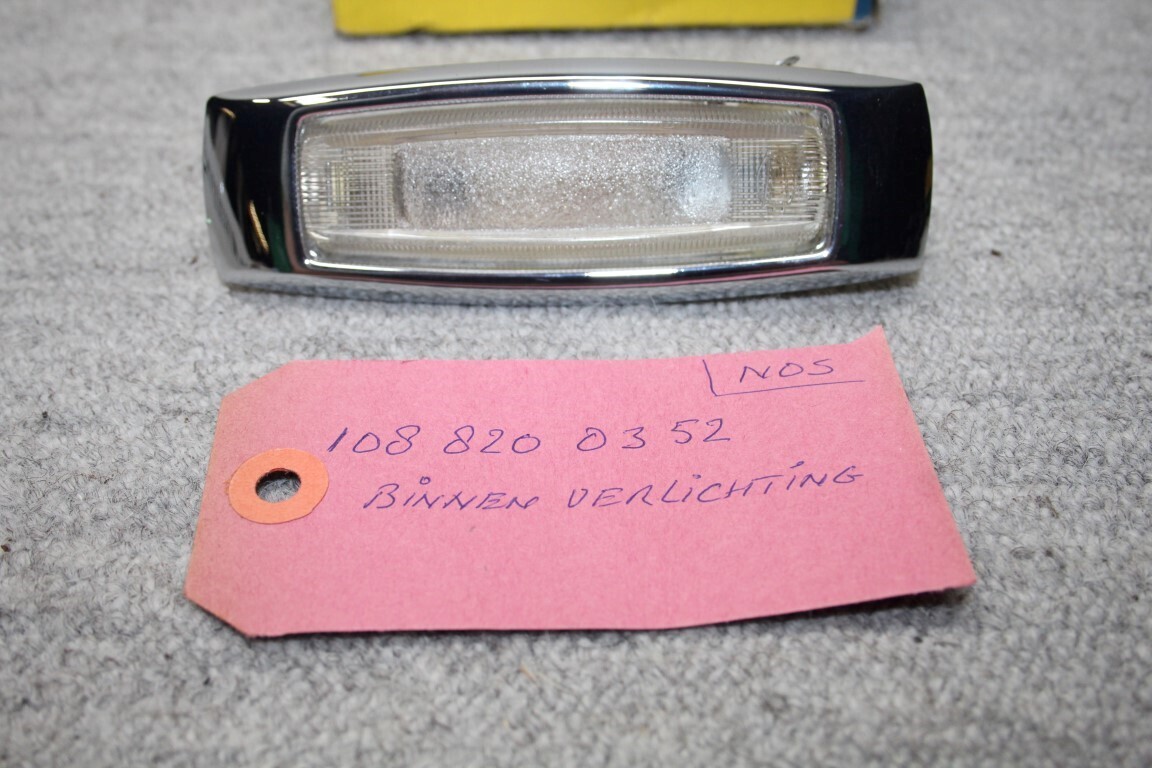 NOS
108 820 03 52
BINNEN VERLICHTING